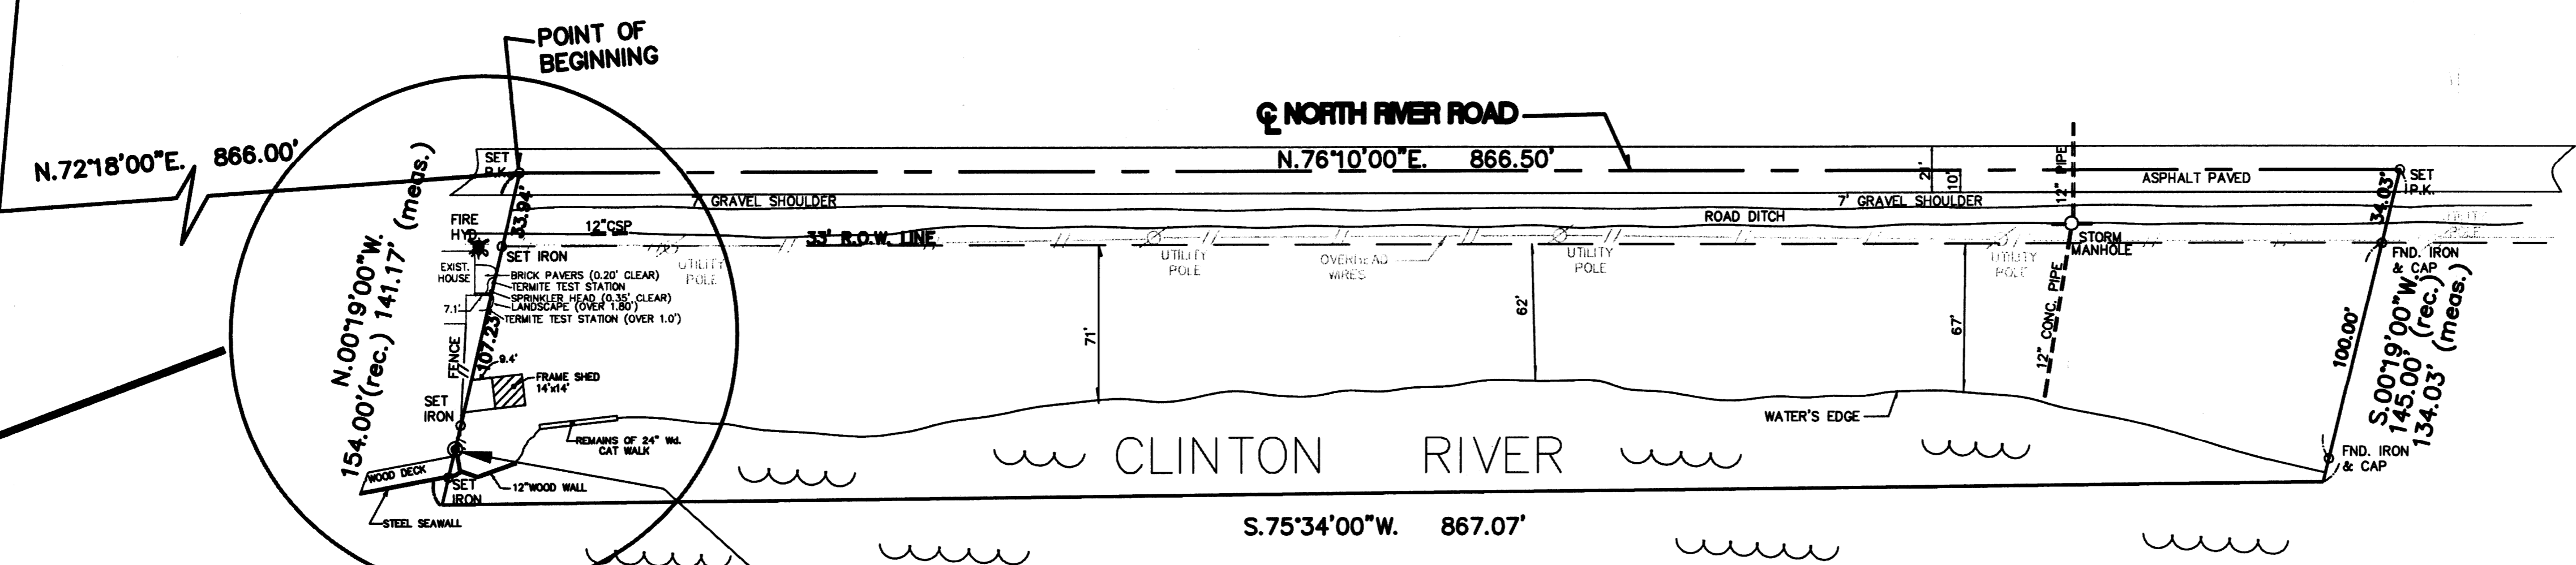 POINT OF
BEGINNING
℄ NORTH RIVER ROAD
N.72°18'00"E. 866.00'
N.76°10'00"E. 866.50'
SET
P.K.
33.94'
7' GRAVEL SHOULDER
7' GRAVEL SHOULDER
ROAD DITCH
10'
12" PIPE
ASPHALT PAVED
SET
P.K.
34.03'
FIRE
HYD.
12"CSP
33' R.O.W. LINE
SET IRON
UTILITY
POLE
UTILITY
POLE
OVERHEAD
WIRES
UTILITY
POLE
UTILITY
POLE
STORM
MANHOLE
UTILITY
POLE
FND. IRON
& CAP
EXIST.
HOUSE
BRICK PAVERS (0.20' CLEAR)
TERMITE TEST STATION
SPRINKLER HEAD (0.35' CLEAR)
LANDSCAPE (OVER 1.80')
TERMITE TEST STATION (OVER 1.0')
7.1'
107.23'
FENCE
9.4'
FRAME SHED
14'x14'
N.00°19'00"W.
154.00'(rec.) 141.17' (meas.)
71'
62'
67'
12" CONC. PIPE
100.00'
S.00°19'00"W.
145.00' (rec.)
134.03' (meas.)
SET
IRON
REMAINS OF 24" Wd.
CAT WALK
WATER'S EDGE
CLINTON RIVER
FND. IRON
& CAP
WOOD DECK
SET
IRON
12"WOOD WALL
STEEL SEAWALL
S.75°34'00"W. 867.07'